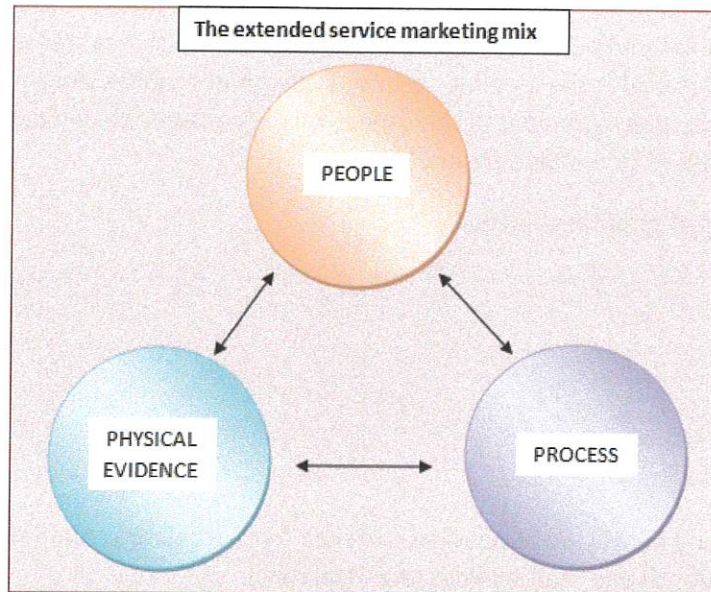 The extended service marketing mix
PEOPLE
PHYSICAL
EVIDENCE
PROCESS